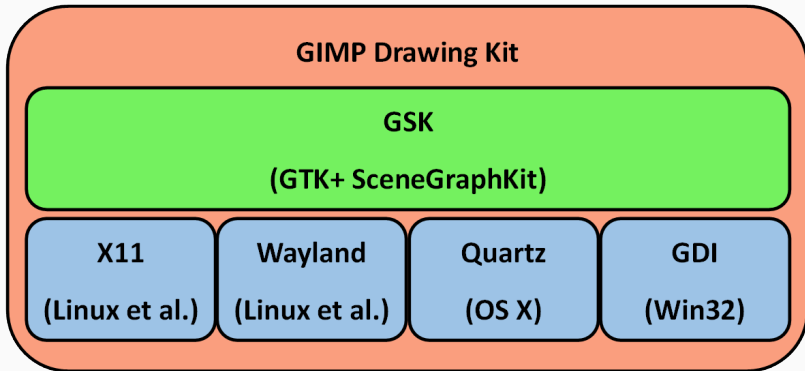 GIMP Drawing Kit
GSK
(GTK+ SceneGraphKit)
X11
(Linux et al.)
Wayland
(Linux et al.)
Quartz
(OS X)
GDI
(Win32)